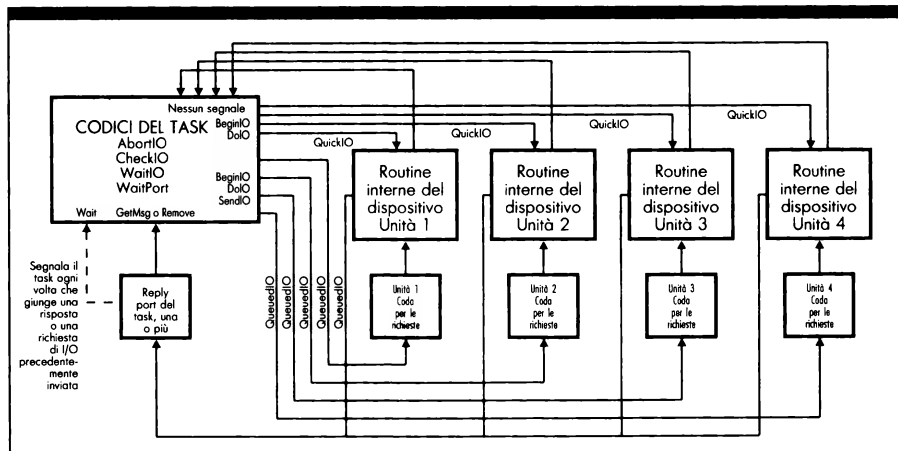 Nessun segnale
CODICI DEL TASK
AbortIO
CheckIO
WaitIO
WaitPort
BeginIO
DoIO
BeginIO
DoIO
SendIO
Wait
GetMsg o Remove
QuickIO
QuickIO
QuickIO
QuickIO
Routine
interne del
dispositivo
Unità 1
Routine
interne del
dispositivo
Unità 2
Routine
interne del
dispositivo
Unità 3
Routine
interne del
dispositivo
Unità 4
Segnala il
task ogni
volta che
giunge una
risposta
o una
richiesta
di I/O
precedente-
mente
inviata
Reply
port del
task, una
o più
QueuedIO
QueuedIO
QueuedIO
QueuedIO
QueuedIO
Unità 1
Coda
per le
richieste
Unità 2
Coda
per le
richieste
Unità 3
Coda
per le
richieste
Unità 4
Coda
per le
richieste